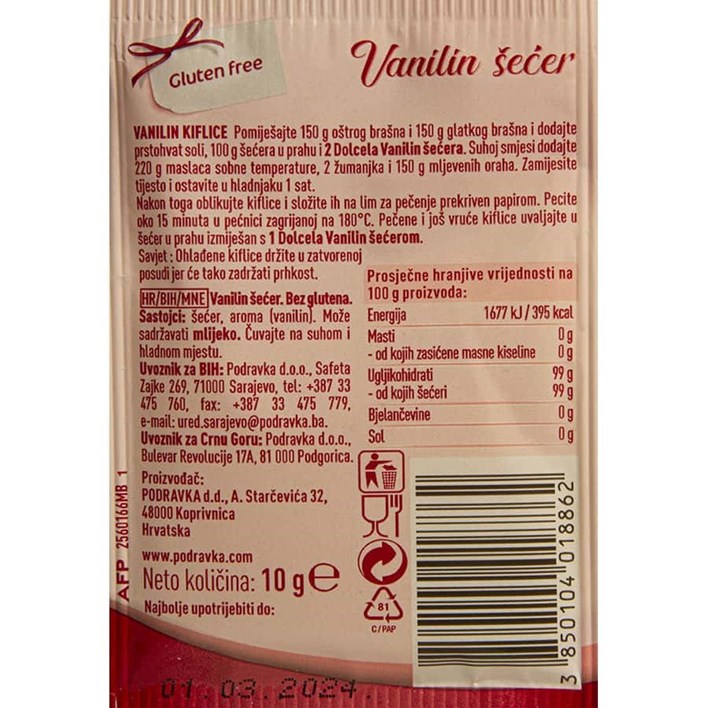 Gluten free
Vanilin šećer
VANILIN KIFLICE Pomiješajte 150 g oštrog brašna i 150 g glatkog brašna i dodajte
prstohvat soli, 100 g šećera u prahu i 2 Dolcela Vanilin šećera. Suhoj smjesi dodajte
220 g maslaca sobne temperature, 2 žumanjka i 150 g mljevenih oraha. Zamijesite
tijesto i ostavite u hladnjaku 1 sat.
Nakon toga oblikujte kiflice i složite ih na lim za pečenje prekriven papirom. Pecite
oko 15 minuta u pećnici zagrijanoj na 180°C. Pečene i još vruće kiflice uvaljajte u
šećer u prahu izmiješan s 1 Dolcela Vanilin šećerom.
Savjet : Ohlađene kiflice držite u zatvorenoj
posudi jer će tako zadržati prhkost.
HR/BIH/MNE Vanilin šećer. Bez glutena.
Sastojci: šećer, aroma (vanilin). Može
sadržavati mlijeko. Čuvajte na suhom i
hladnom mjestu.
Uvoznik za BIH: Podravka d.o.o., Safeta
Zajke 269, 71000 Sarajevo, tel: +387 33
475 760, fax: +387 33 475 779,
e-mail: ured.sarajevo@podravka.ba.
Uvoznik za Crnu Goru: Podravka d.o.o.,
Bulevar Revolucije 17A, 81 000 Podgorica.
Proizvođač:
PODRAVKA d.d., A. Starčevića 32,
48000 Koprivnica
Hrvatska
www.podravka.com
Neto količina: 10 g e
Najbolje upotrijebiti do:
01.03.2024.
Prosječne hranjive vrijednosti na
100 g proizvoda:
Energija 1677 kJ / 395 kcal
Masti 0 g
- od kojih zasićene masne kiseline 0 g
Ugljikohidrati 99 g
- od kojih šećeri 99 g
Bjelančevine 0 g
Sol 0 g
81
C/PAP
3 850104 018862
AFP 2560166MB 1